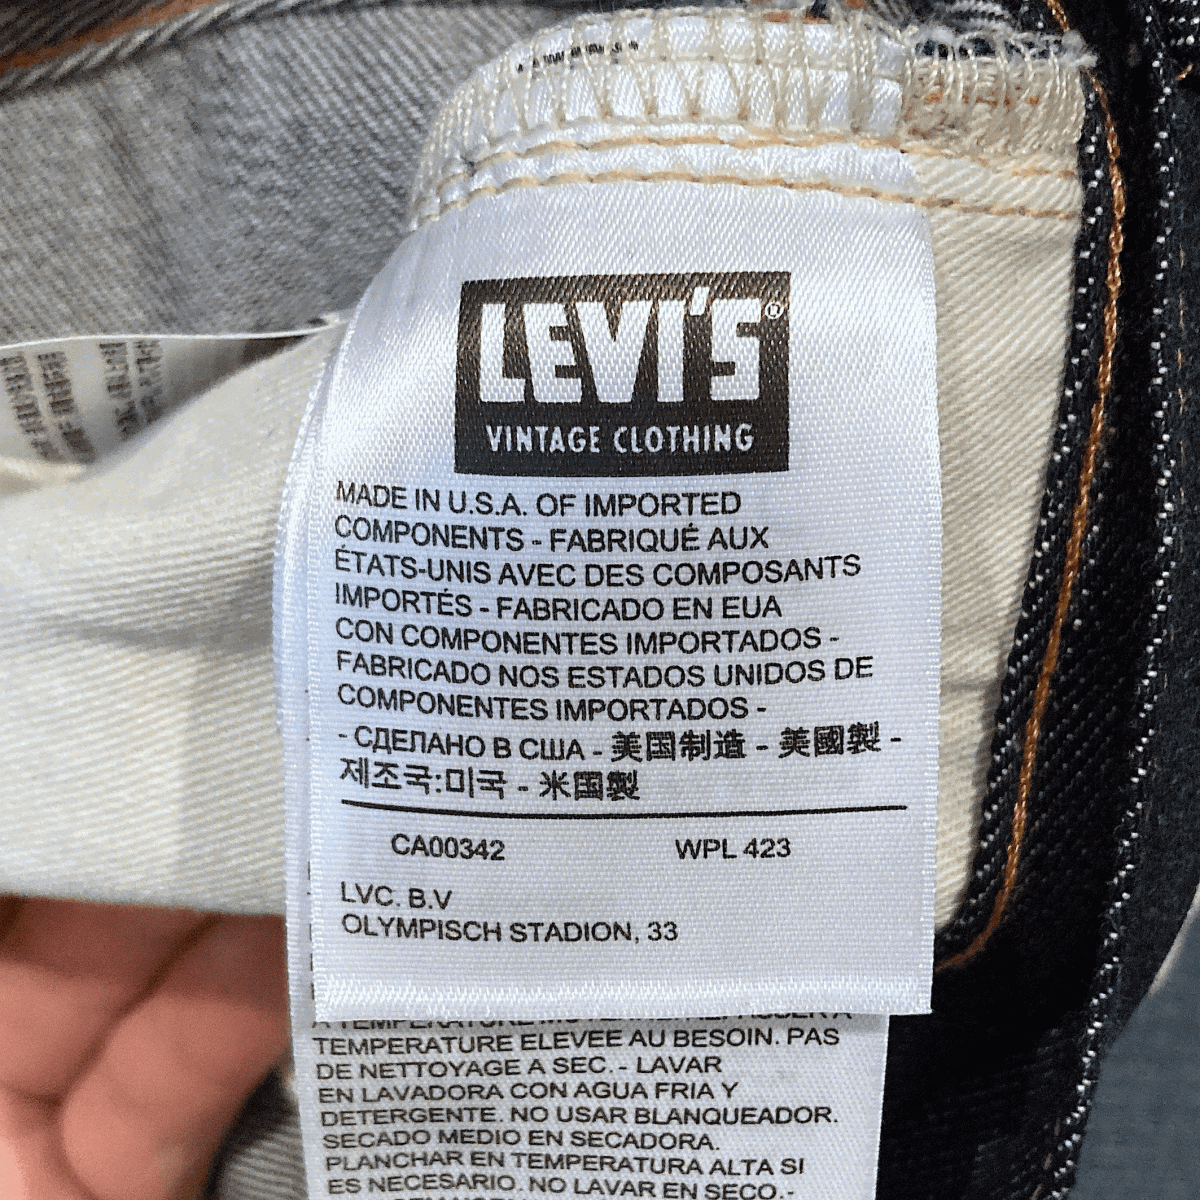 LEVI'S®
VINTAGE CLOTHING
MADE IN U.S.A. OF IMPORTED
COMPONENTS - FABRIQUÉ AUX
ÉTATS-UNIS AVEC DES COMPOSANTS
IMPORTÉS - FABRICADO EN EUA
CON COMPONENTES IMPORTADOS -
FABRICADO NOS ESTADOS UNIDOS DE
COMPONENTES IMPORTADOS -
- СДЕЛАНО В США - 美国制造 - 美國製 -
제조국:미국 - 米国製
CA00342 WPL 423
LVC. B.V
OLYMPISCH STADION, 33
TEMPERATURE ELEVEE AU BESOIN. PAS
DE NETTOYAGE A SEC. - LAVAR
EN LAVADORA CON AGUA FRIA Y
DETERGENTE. NO USAR BLANQUEADOR.
SECADO MEDIO EN SECADORA.
PLANCHAR EN TEMPERATURA ALTA SI
ES NECESARIO. NO LAVAR EN SECO.-